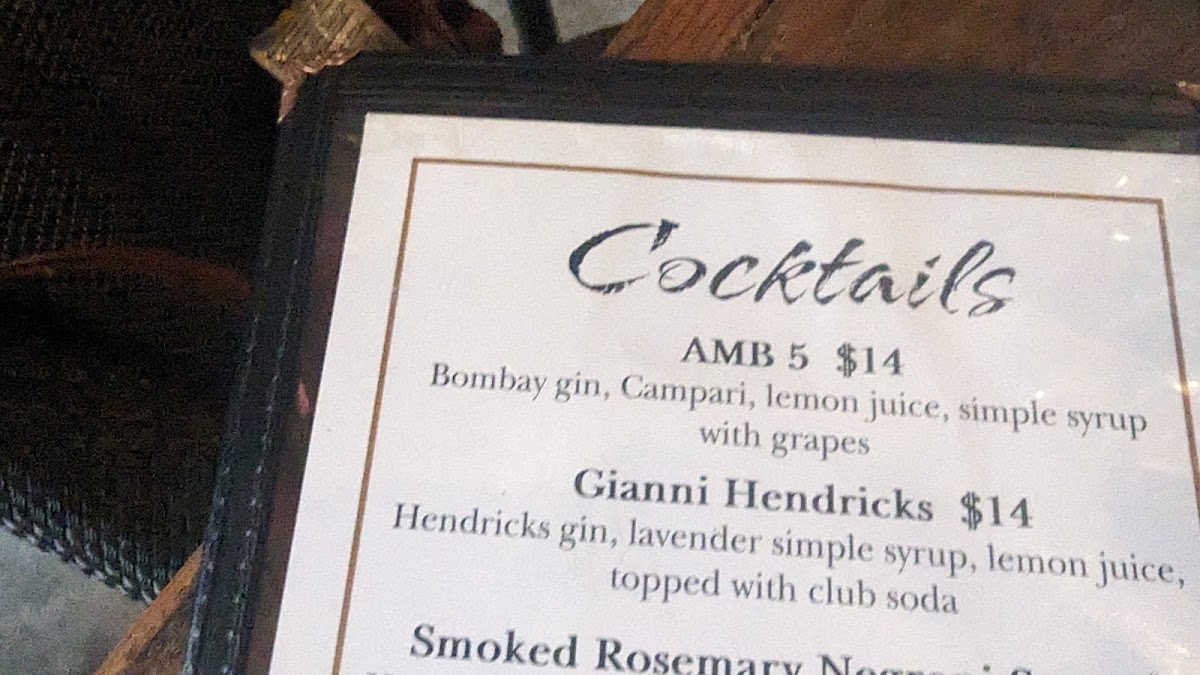 Cocktails
AMB 5 $14
Bombay gin, Campari, lemon juice, simple syrup
with grapes
Gianni Hendricks $14
Hendricks gin, lavender simple syrup, lemon juice,
topped with club soda
Smoked Rosemary Negroni